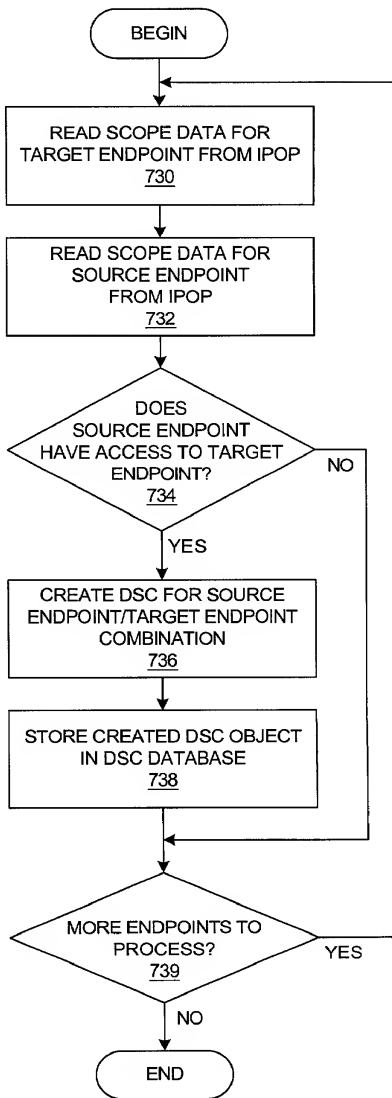 BEGIN
READ SCOPE DATA FOR
TARGET ENDPOINT FROM IPOP
730
READ SCOPE DATA FOR
SOURCE ENDPOINT
FROM IPOP
732
DOES
SOURCE ENDPOINT
HAVE ACCESS TO TARGET
ENDPOINT?
734
NO
YES
CREATE DSC FOR SOURCE
ENDPOINT/TARGET ENDPOINT
COMBINATION
736
STORE CREATED DSC OBJECT
IN DSC DATABASE
738
MORE ENDPOINTS TO
PROCESS?
739
YES
NO
END